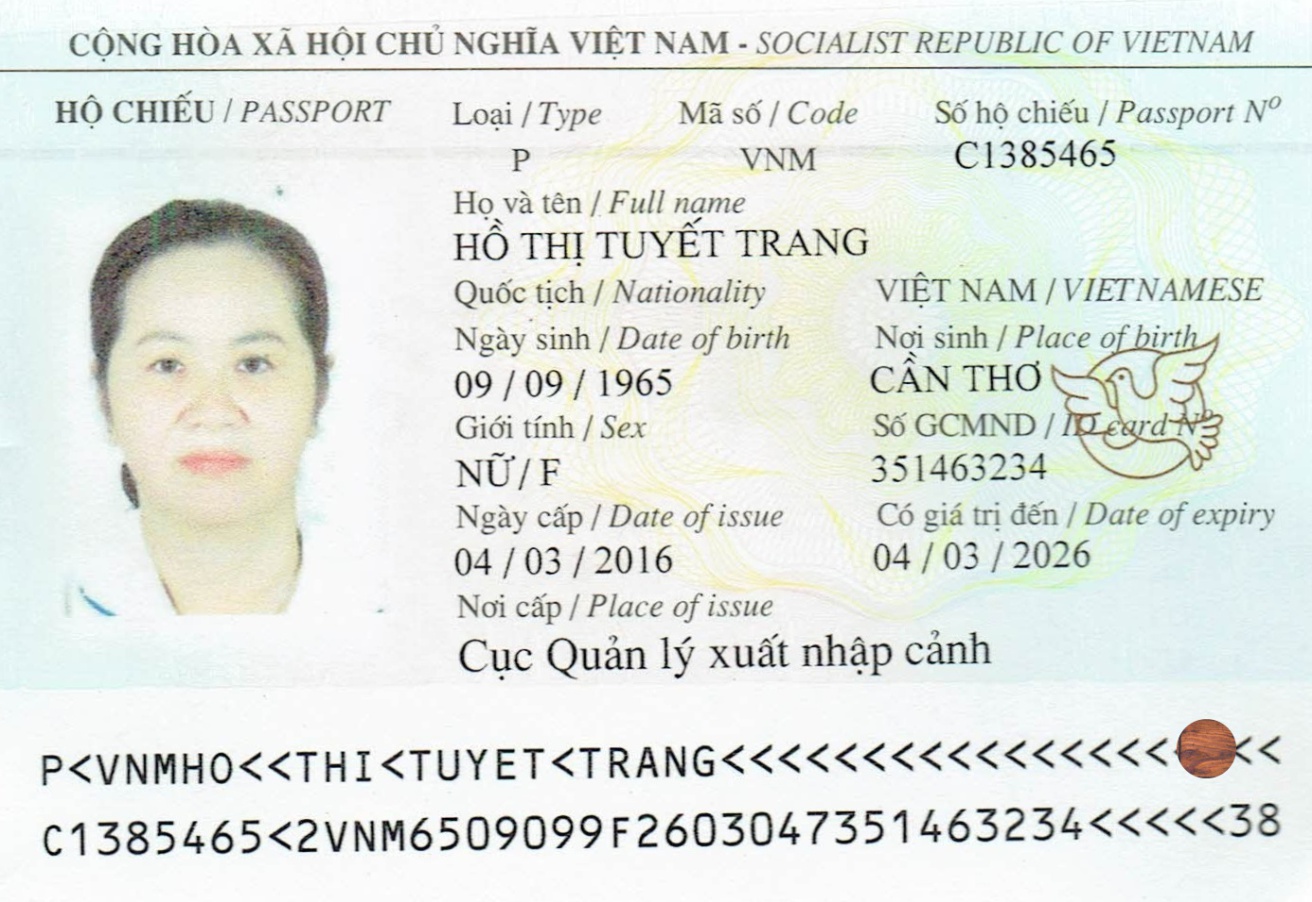 CỘNG HÒA XÃ HỘI CHỦ NGHĨA VIỆT NAM - SOCIALIST REPUBLIC OF VIETNAM
HỘ CHIẾU / PASSPORT Loại / Type Mã số / Code Số hộ chiếu / Passport Nº
P VNM C1385465
Họ và tên / Full name
HỒ THỊ TUYẾT TRANG
Quốc tịch / Nationality VIỆT NAM / VIETNAMESE
Ngày sinh / Date of birth Nơi sinh / Place of birth
09 / 09 / 1965 CẦN THƠ
Giới tính / Sex Số GCMND / ID card Nº
NỮ / F 351463234
Ngày cấp / Date of issue Có giá trị đến / Date of expiry
04 / 03 / 2016 04 / 03 / 2026
Nơi cấp / Place of issue
Cục Quản lý xuất nhập cảnh
P<VNMHO<<THI<TUYET<TRANG<<<<<<<<<<<<<<<<<<<<
C1385465<2VNM6509099F2603047351463234<<<<<38